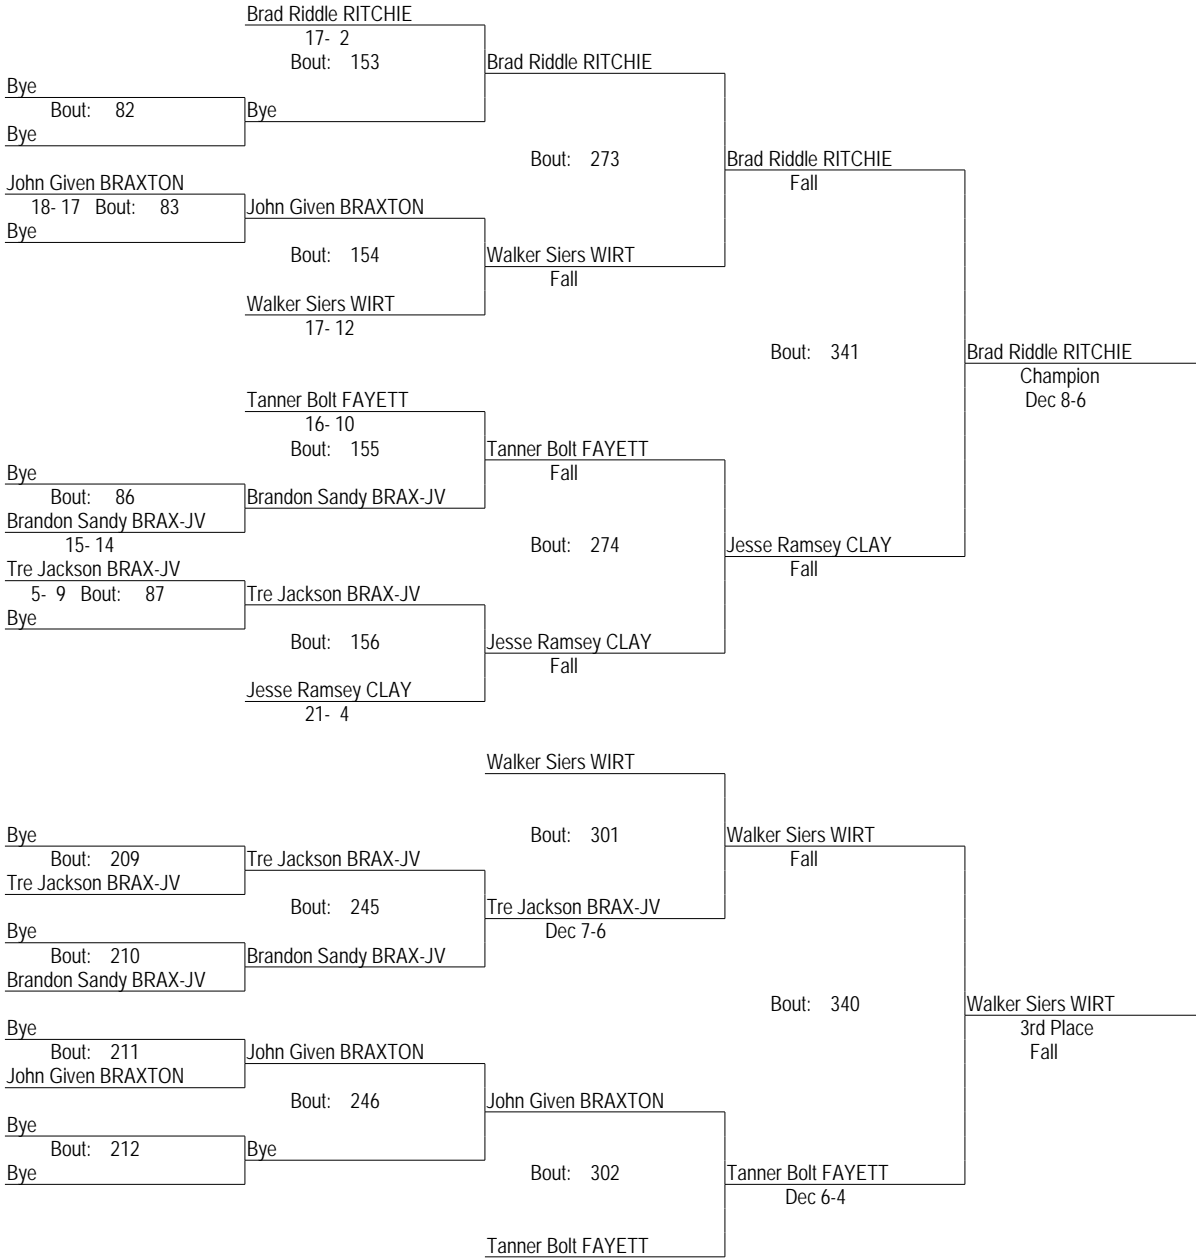 Brad Riddle RITCHIE
17- 2
Bout: 153
Brad Riddle RITCHIE
Bye
Bout: 82
Bye
Bye
Bout: 273
Brad Riddle RITCHIE
Fall
John Given BRAXTON
18- 17 Bout: 83
John Given BRAXTON
Bye
Bout: 154
Walker Siers WIRT
Fall
Walker Siers WIRT
17- 12
Bout: 341
Brad Riddle RITCHIE
Champion
Dec 8-6
Tanner Bolt FAYETT
16- 10
Bout: 155
Tanner Bolt FAYETT
Fall
Bye
Bout: 86
Brandon Sandy BRAX-JV
Brandon Sandy BRAX-JV
15- 14
Bout: 274
Jesse Ramsey CLAY
Fall
Tre Jackson BRAX-JV
5- 9 Bout: 87
Tre Jackson BRAX-JV
Bye
Bout: 156
Jesse Ramsey CLAY
Fall
Jesse Ramsey CLAY
21- 4
Walker Siers WIRT
Bout: 301
Walker Siers WIRT
Fall
Bye
Bout: 209
Tre Jackson BRAX-JV
Tre Jackson BRAX-JV
Bout: 245
Tre Jackson BRAX-JV
Dec 7-6
Bye
Bout: 210
Brandon Sandy BRAX-JV
Brandon Sandy BRAX-JV
Bout: 340
Walker Siers WIRT
3rd Place
Fall
Bye
Bout: 211
John Given BRAXTON
John Given BRAXTON
Bout: 246
John Given BRAXTON
Bye
Bout: 212
Bye
Bye
Bout: 302
Tanner Bolt FAYETT
Dec 6-4
Tanner Bolt FAYETT